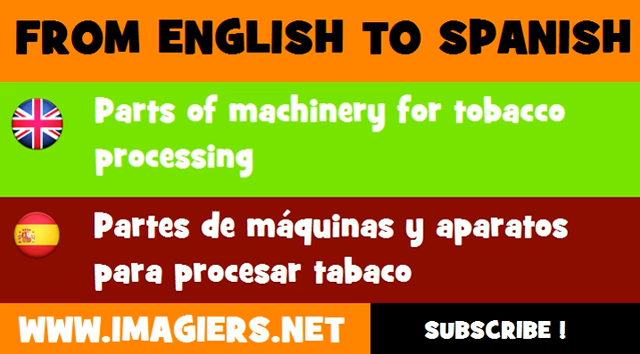 FROM ENGLISH TO SPANISH
Parts of machinery for tobacco
processing
Partes de máquinas y aparatos
para procesar tabaco
WWW.IMAGIERS.NET
SUBSCRIBE !